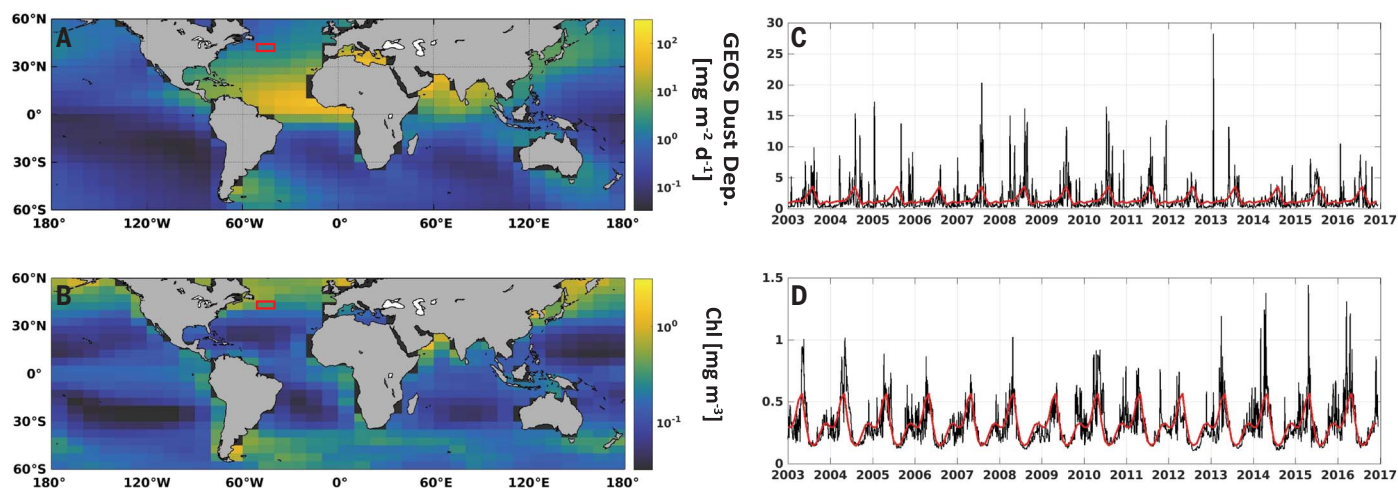 A
60°N
30°N
0°
30°S
60°S
180°
120°W
60°W
0°
60°E
120°E
180°
10²
10¹
10⁰
10⁻¹
GEOS Dust Dep.
[mg m⁻² d⁻¹]
C
30
25
20
15
10
5
0
2003 2004 2005 2006 2007 2008 2009 2010 2011 2012 2013 2014 2015 2016 2017
B
60°N
30°N
0°
30°S
60°S
180°
120°W
60°W
0°
60°E
120°E
180°
10⁰
10⁻¹
Chl [mg m⁻³]
D
1.5
1
0.5
0
2003 2004 2005 2006 2007 2008 2009 2010 2011 2012 2013 2014 2015 2016 2017